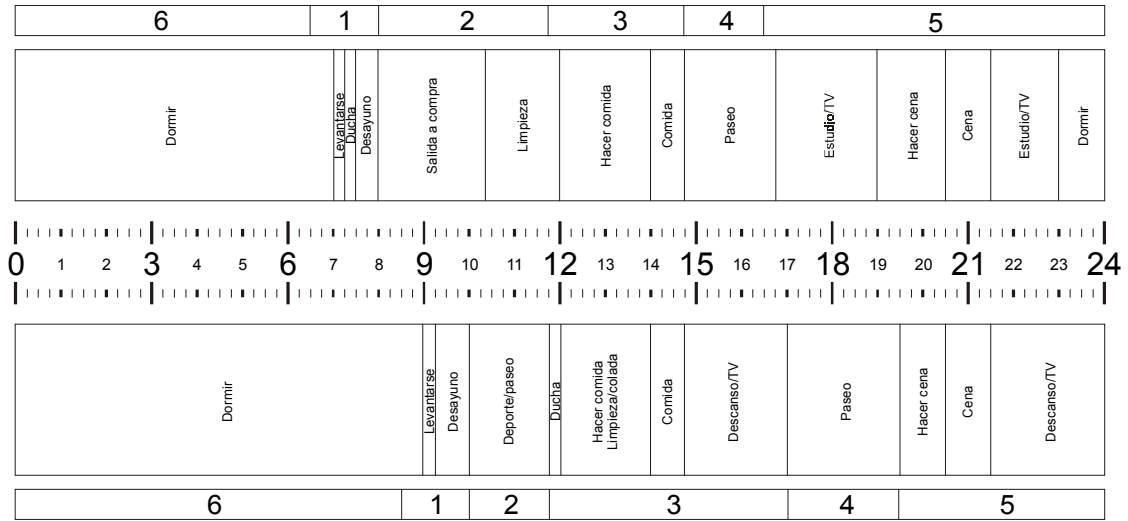 6 1 2 3 4 5
Dormir
Levantarse
Ducha
Desayuno
Salida a compra
Limpieza
Hacer comida
Comida
Paseo
Estudio/TV
Hacer cena
Cena
Estudio/TV
Dormir
0 1 2 3 4 5 6 7 8 9 10 11 12 13 14 15 16 17 18 19 20 21 22 23 24
Dormir
Levantarse
Desayuno
Deporte/paseo
Ducha
Hacer comida
Limpieza/colada
Comida
Descanso/TV
Paseo
Hacer cena
Cena
Descanso/TV
6 1 2 3 4 5